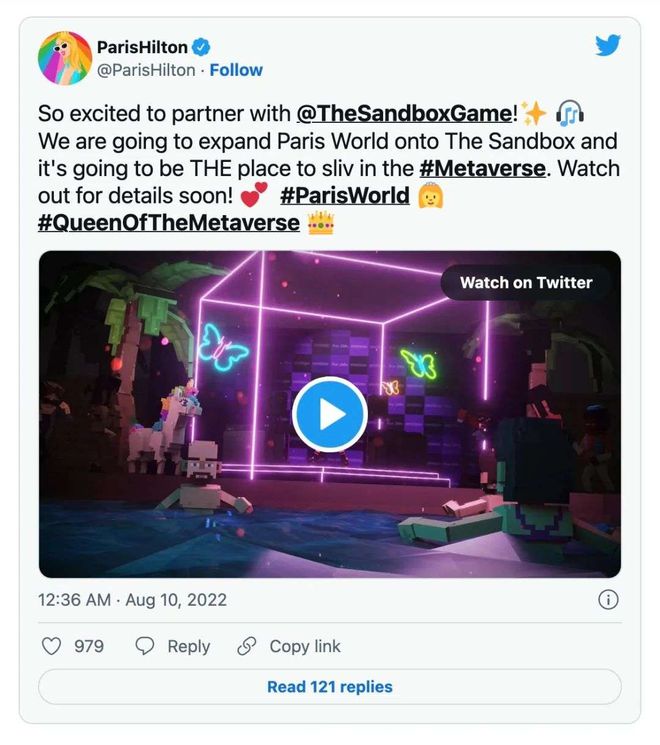 ParisHilton
@ParisHilton · Follow
So excited to partner with @TheSandboxGame!✨ 🎧
We are going to expand Paris World onto The Sandbox and
it's going to be THE place to sliv in the #Metaverse. Watch
out for details soon! 💕 #ParisWorld 👸
#QueenOfTheMetaverse 👑
Watch on Twitter
12:36 AM · Aug 10, 2022
979 Reply Copy link
Read 121 replies